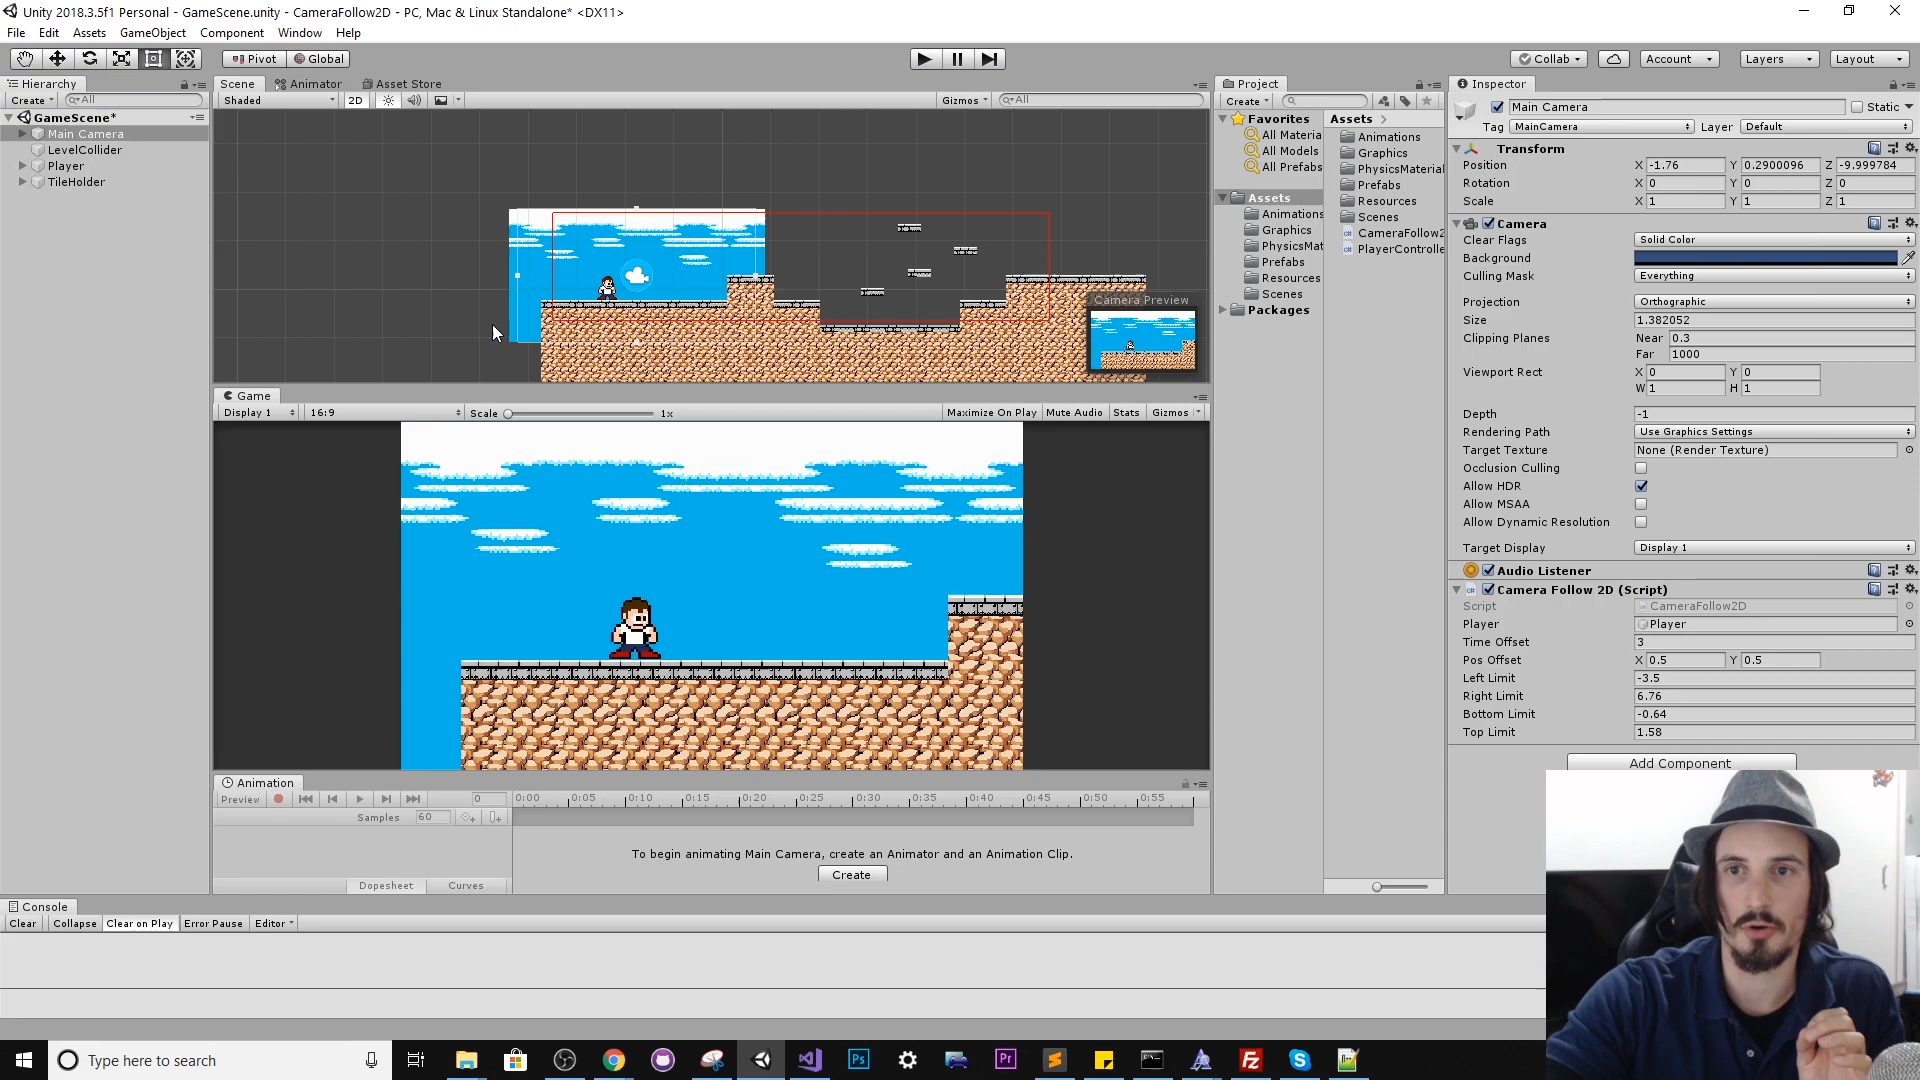 Unity 2018.3.5f1 Personal - GameScene.unity - CameraFollow2D - PC, Mac & Linux Standalone* <DX11>
File Edit Assets GameObject Component Window Help
Pivot Global Collab Account Layers Layout
Hierarchy
Create All
GameScene*
Main Camera
LevelCollider
Player
TileHolder
Scene Animator Asset Store
Shaded 2D Gizmos All
Camera Preview
Game
Display 1 16:9 Scale 1x Maximize On Play Mute Audio Stats Gizmos
Animation
Preview 0 0:00 0:05 0:10 0:15 0:20 0:25 0:30 0:35 0:40 0:45 0:50 0:55
Samples 60
To begin animating Main Camera, create an Animator and an Animation Clip.
Create
Dopesheet Curves
Project
Create
Favorites
All Materia
All Models
All Prefabs
Assets
Animations
Graphics
PhysicsMat
Prefabs
Resources
Scenes
Packages
Assets
Animations
Graphics
PhysicsMaterial
Prefabs
Resources
Scenes
CameraFollow2
PlayerControlle
Inspector
Main Camera Static
Tag MainCamera Layer Default
Transform
Position X -1.76 Y 0.2900096 Z -9.999784
Rotation X 0 Y 0 Z 0
Scale X 1 Y 1 Z 1
Camera
Clear Flags Solid Color
Background
Culling Mask Everything
Projection Orthographic
Size 1.382052
Clipping Planes Near 0.3
Far 1000
Viewport Rect X 0 Y 0
W 1 H 1
Depth -1
Rendering Path Use Graphics Settings
Target Texture None (Render Texture)
Occlusion Culling
Allow HDR
Allow MSAA
Allow Dynamic Resolution
Target Display Display 1
Audio Listener
Camera Follow 2D (Script)
Script CameraFollow2D
Player Player
Time Offset 3
Pos Offset X 0.5 Y 0.5
Left Limit -3.5
Right Limit 6.76
Bottom Limit -0.64
Top Limit 1.58
Add Component
Console
Clear Collapse Clear on Play Error Pause Editor
Type here to search
Ps Pr Fz S